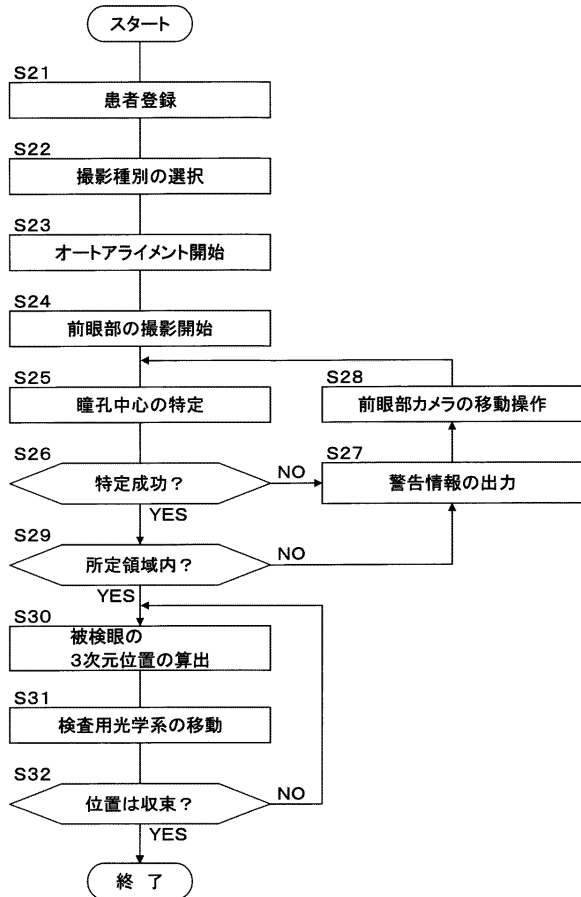 スタート
S21
患者登録
S22
撮影種別の選択
S23
オートアライメント開始
S24
前眼部の撮影開始
S25
瞳孔中心の特定
S28
前眼部カメラの移動操作
S26
特定成功？
NO
S27
警告情報の出力
YES
S29
所定領域内？
NO
YES
S30
被検眼の
3次元位置の算出
S31
検査用光学系の移動
S32
位置は収束？
NO
YES
終 了